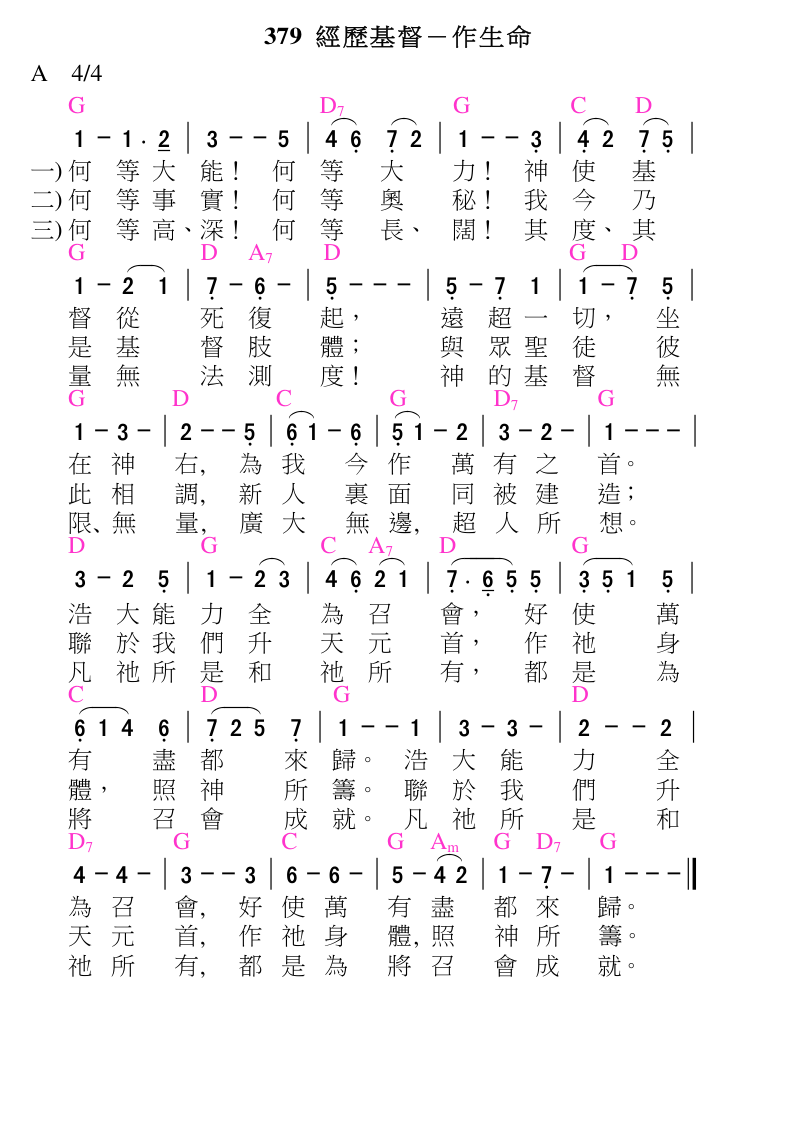 379 經歷基督－作生命
A 4/4
G D7 G C D
1 - 1 . 2 | 3 - - 5 | 4 6 7 2 | 1 - - 3 | 4 2 7 5 |
一) 何 等 大 能！ 何 等 大 力！ 神 使 基
二) 何 等 事 實！ 何 等 奧 秘！ 我 今 乃
三) 何 等 高、深！ 何 等 長、 闊！ 其 度、 其
G D A7 D G D
1 - 2 1 | 7 - 6 - | 5 - - - | 5 - 7 1 | 1 - 7 5 |
督 從 死 復 起， 遠 超 一 切， 坐
是 基 督 肢 體； 與 眾 聖 徒 彼
量 無 法 測 度！ 神 的 基 督 無
G D C G D7 G
1 - 3 - | 2 - - 5 | 6 1 - 6 | 5 1 - 2 | 3 - 2 - | 1 - - - |
在 神 右, 為 我 今 作 萬 有 之 首。
此 相 調, 新 人 裏 面 同 被 建 造；
限、無 量, 廣 大 無 邊, 超 人 所 想。
D G C A7 D G
3 - 2 5 | 1 - 2 3 | 4 6 2 1 | 7 . 6 5 5 | 3 5 1 5 |
浩 大 能 力 全 為 召 會， 好 使 萬
聯 於 我 們 升 天 元 首， 作 祂 身
凡 祂 所 是 和 祂 所 有， 都 是 為
C D G D
6 1 4 6 | 7 2 5 7 | 1 - - 1 | 3 - 3 - | 2 - - 2 |
有 盡 都 來 歸。 浩 大 能 力 全
體， 照 神 所 籌。 聯 於 我 們 升
將 召 會 成 就。 凡 祂 所 是 和
D7 G C G Am G D7 G
4 - 4 - | 3 - - 3 | 6 - 6 - | 5 - 4 2 | 1 - 7 - | 1 - - - ‖
為 召 會, 好 使 萬 有 盡 都 來 歸。
天 元 首, 作 祂 身 體, 照 神 所 籌。
祂 所 有, 都 是 為 將 召 會 成 就。